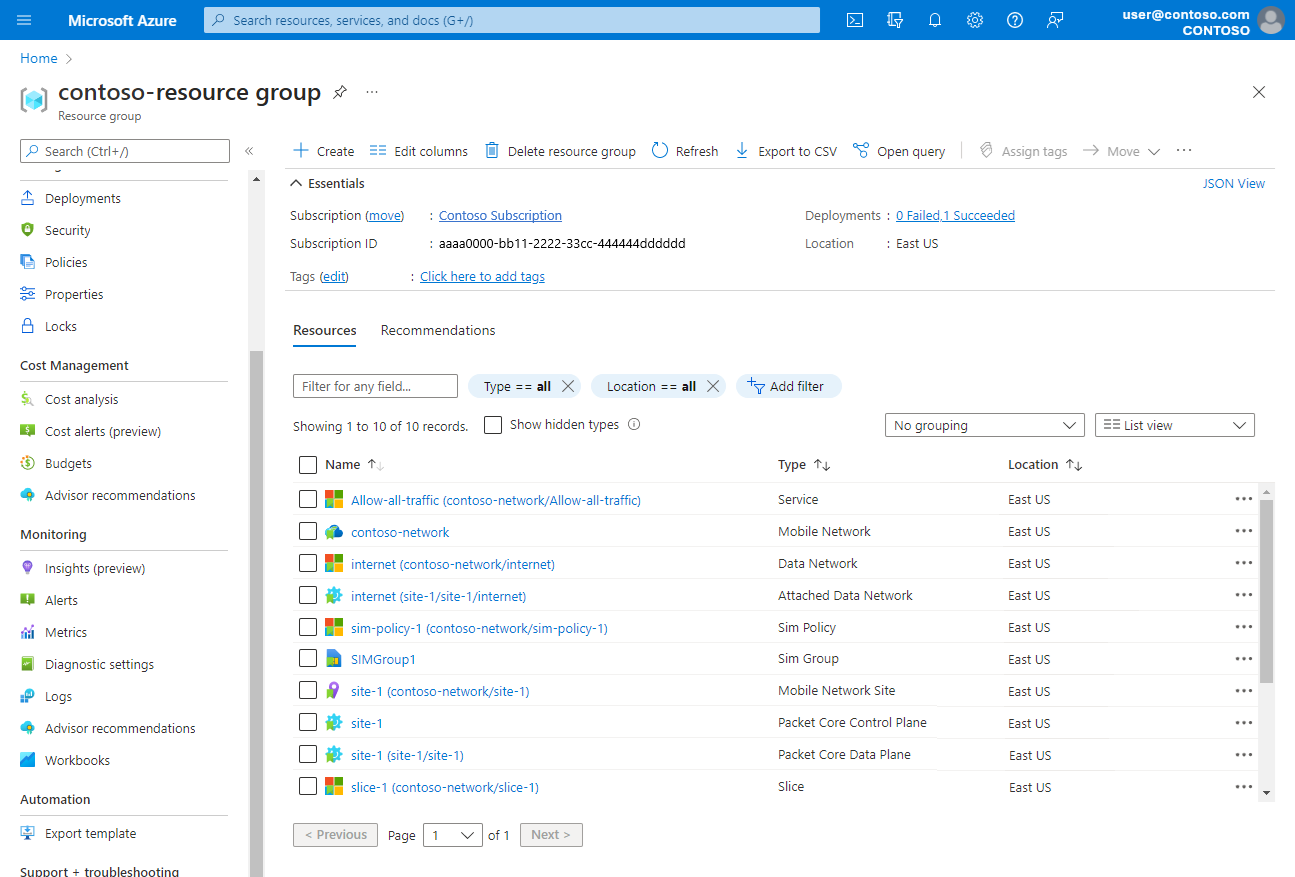 Microsoft Azure
Search resources, services, and docs (G+/)
user@contoso.com
CONTOSO
Home
contoso-resource group
Resource group
Search (Ctrl+/)
Deployments
Security
Policies
Properties
Locks
Cost Management
Cost analysis
Cost alerts (preview)
Budgets
Advisor recommendations
Monitoring
Insights (preview)
Alerts
Metrics
Diagnostic settings
Logs
Advisor recommendations
Workbooks
Automation
Export template
Support + troubleshooting
Create Edit columns Delete resource group Refresh Export to CSV Open query Assign tags Move
Essentials JSON View
Subscription (move) : Contoso Subscription Deployments : 0 Failed,1 Succeeded
Subscription ID : aaaa0000-bb11-2222-33cc-444444dddddd Location : East US
Tags (edit) : Click here to add tags
Resources Recommendations
Filter for any field... Type == all Location == all Add filter
Showing 1 to 10 of 10 records. Show hidden types No grouping List view
Name Type Location
Allow-all-traffic (contoso-network/Allow-all-traffic) Service East US
contoso-network Mobile Network East US
internet (contoso-network/internet) Data Network East US
internet (site-1/site-1/internet) Attached Data Network East US
sim-policy-1 (contoso-network/sim-policy-1) Sim Policy East US
SIMGroup1 Sim Group East US
site-1 (contoso-network/site-1) Mobile Network Site East US
site-1 Packet Core Control Plane East US
site-1 (site-1/site-1) Packet Core Data Plane East US
slice-1 (contoso-network/slice-1) Slice East US
< Previous Page 1 of 1 Next >